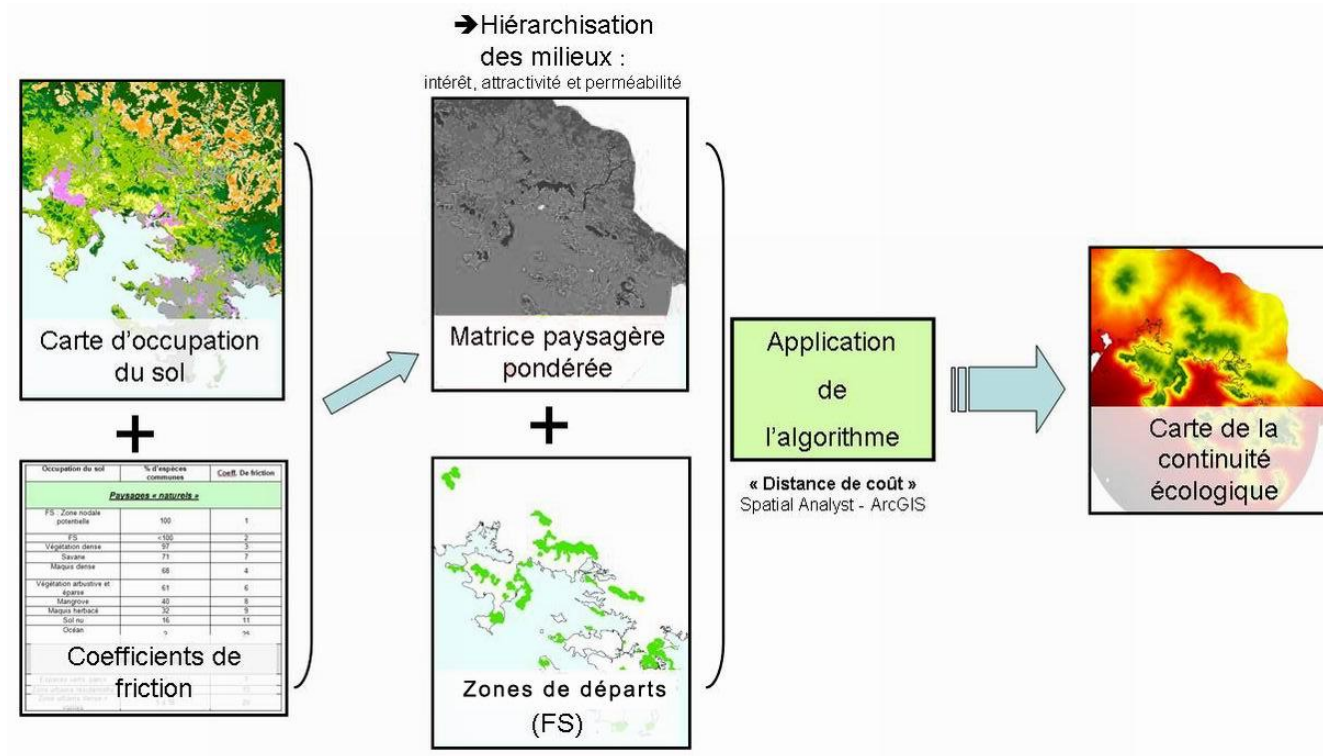 ➔Hiérarchisation
des milieux :
intérêt, attractivité et perméabilité
Carte d'occupation
du sol
+
Occupation du sol | % d'espèces communes | Coeff. De friction
Paysages « naturels »
FS : Zone nodale potentielle | 100 | 1
FS | <100 | 2
Végétation dense | 97 | 3
Savane | 71 | 7
Maquis dense | 68 | 4
Végétation arbustive et éparse | 61 | 6
Mangrove | 40 | 8
Maquis herbacé | 32 | 9
Sol nu | 16 | 11
Océan
Coefficients de
friction
Matrice paysagère
pondérée
+
Zones de départs
(FS)
Application
de
l'algorithme
« Distance de coût »
Spatial Analyst - ArcGIS
Carte de la
continuité
écologique